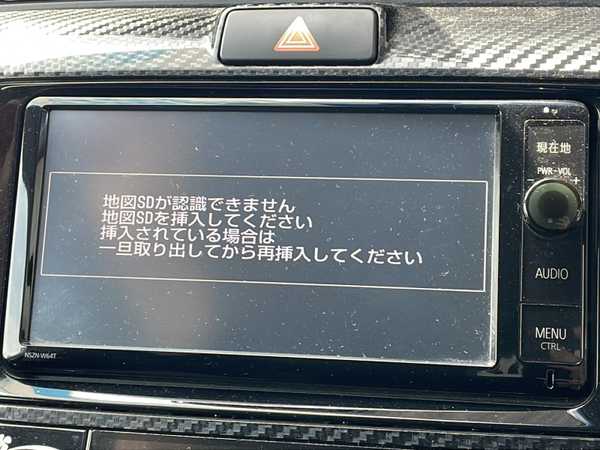 地図SDが認識できません
地図SDを挿入してください
挿入されている場合は
一旦取り出してから再挿入してください
現在地
PWR-VOL
- +
AUDIO
MENU
CTRL
NSZN-W64T